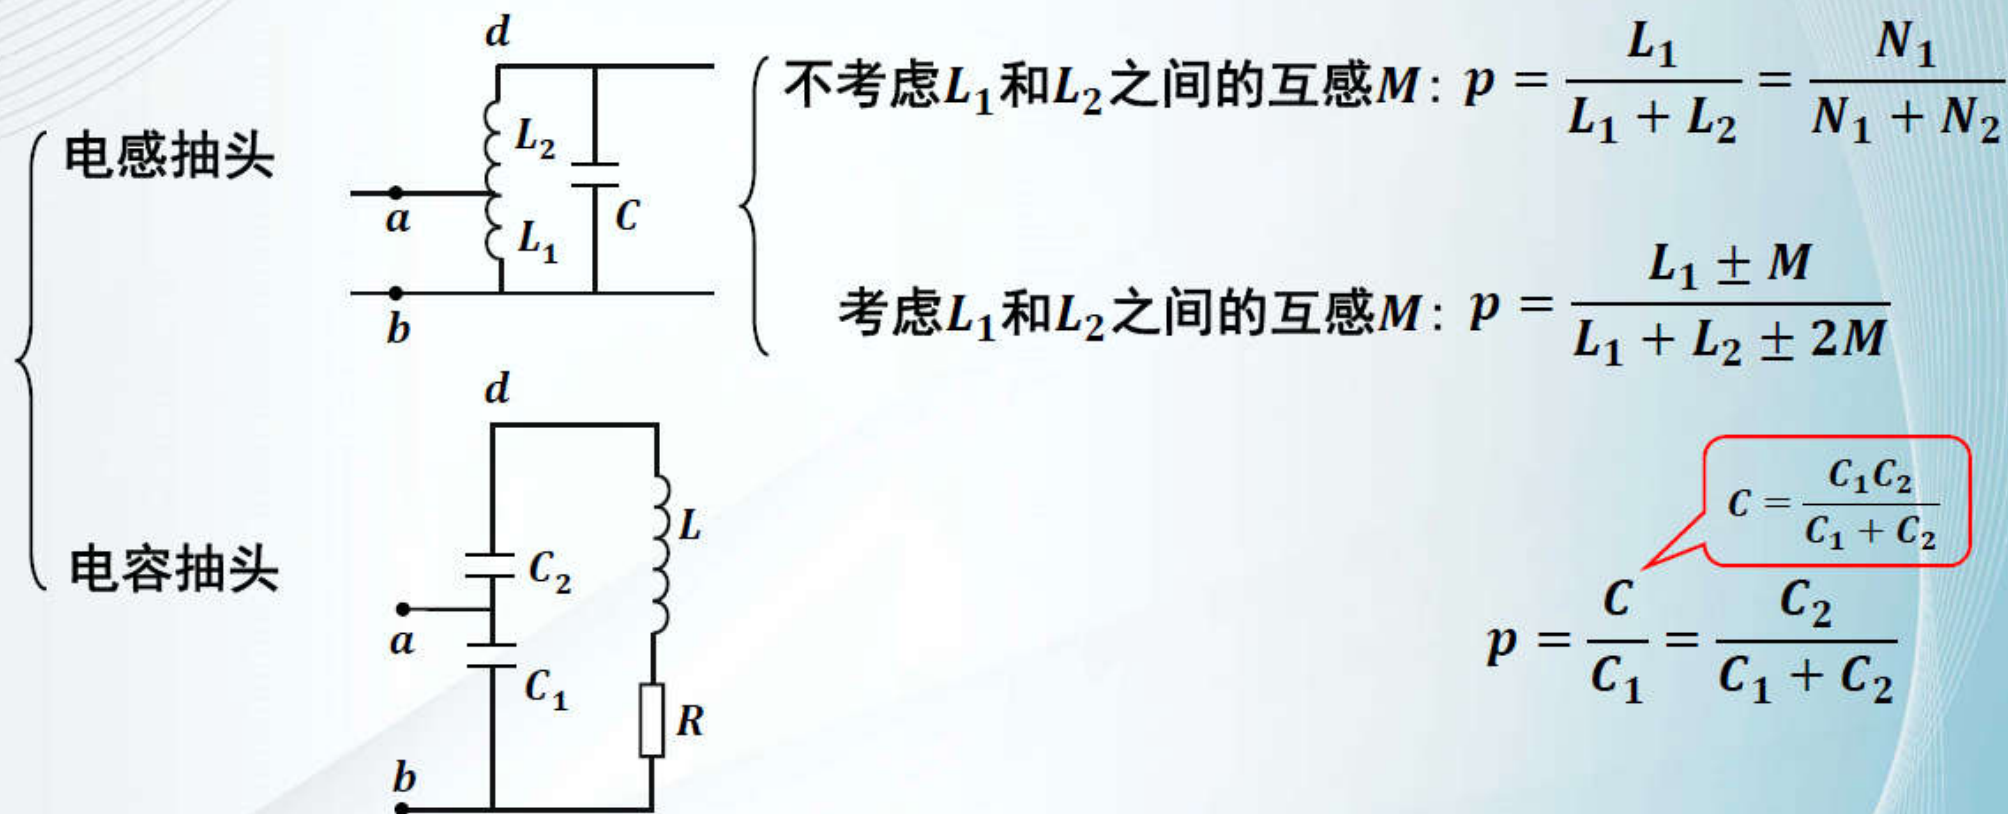 电感抽头
d
L₂
a
L₁
C
b
不考虑L₁和L₂之间的互感M: p = L₁/(L₁ + L₂) = N₁/(N₁ + N₂)
考虑L₁和L₂之间的互感M: p = (L₁ ± M)/(L₁ + L₂ ± 2M)
电容抽头
d
L
C₂
a
C₁
R
b
C = C₁C₂/(C₁ + C₂)
p = C/C₁ = C₂/(C₁ + C₂)